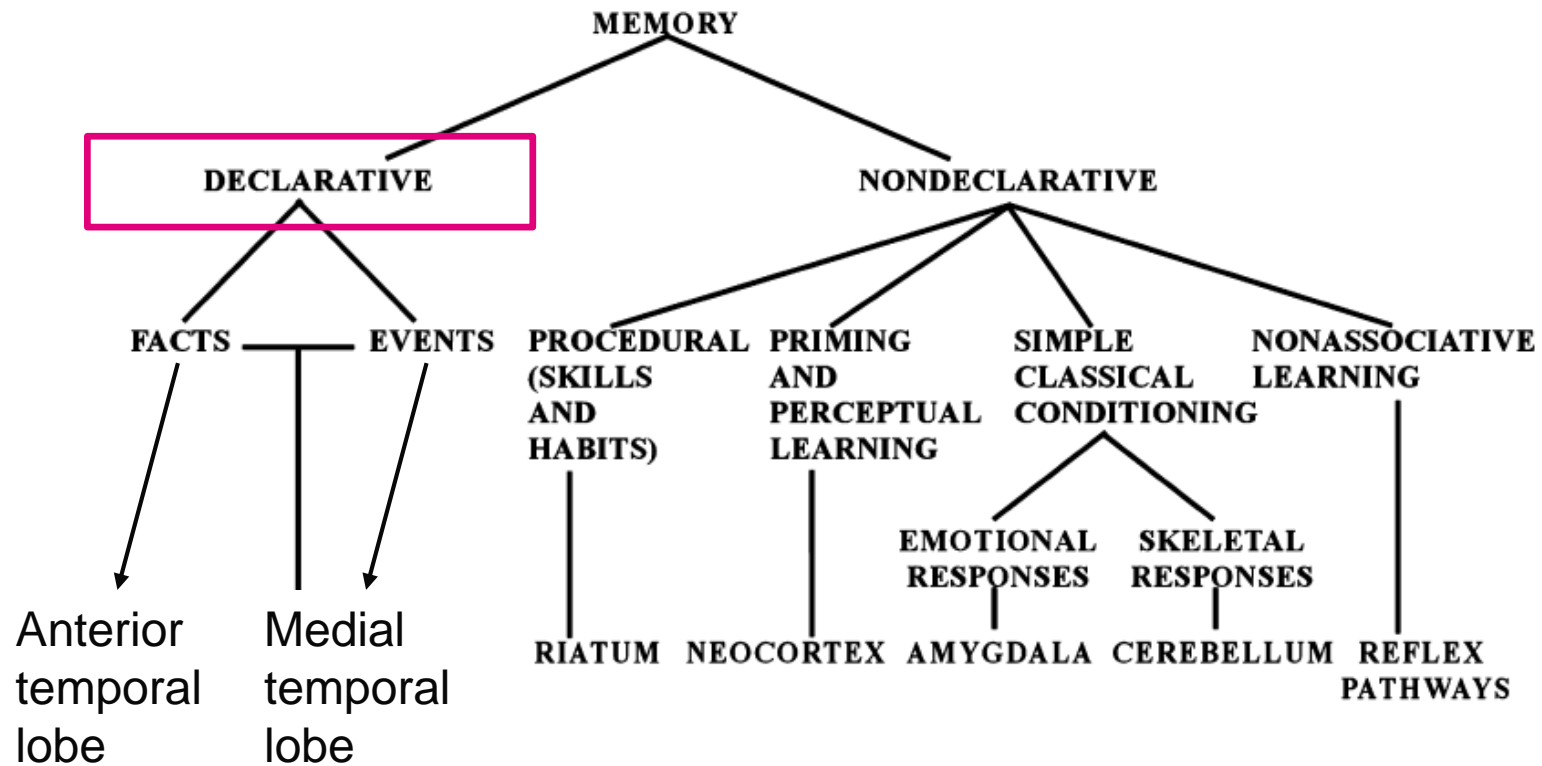 MEMORY
DECLARATIVE
NONDECLARATIVE
FACTS
EVENTS
PROCEDURAL
(SKILLS
AND
HABITS)
PRIMING
AND
PERCEPTUAL
LEARNING
SIMPLE
CLASSICAL
CONDITIONING
NONASSOCIATIVE
LEARNING
EMOTIONAL
RESPONSES
SKELETAL
RESPONSES
Anterior
temporal
lobe
Medial
temporal
lobe
RIATUM
NEOCORTEX
AMYGDALA
CEREBELLUM
REFLEX
PATHWAYS